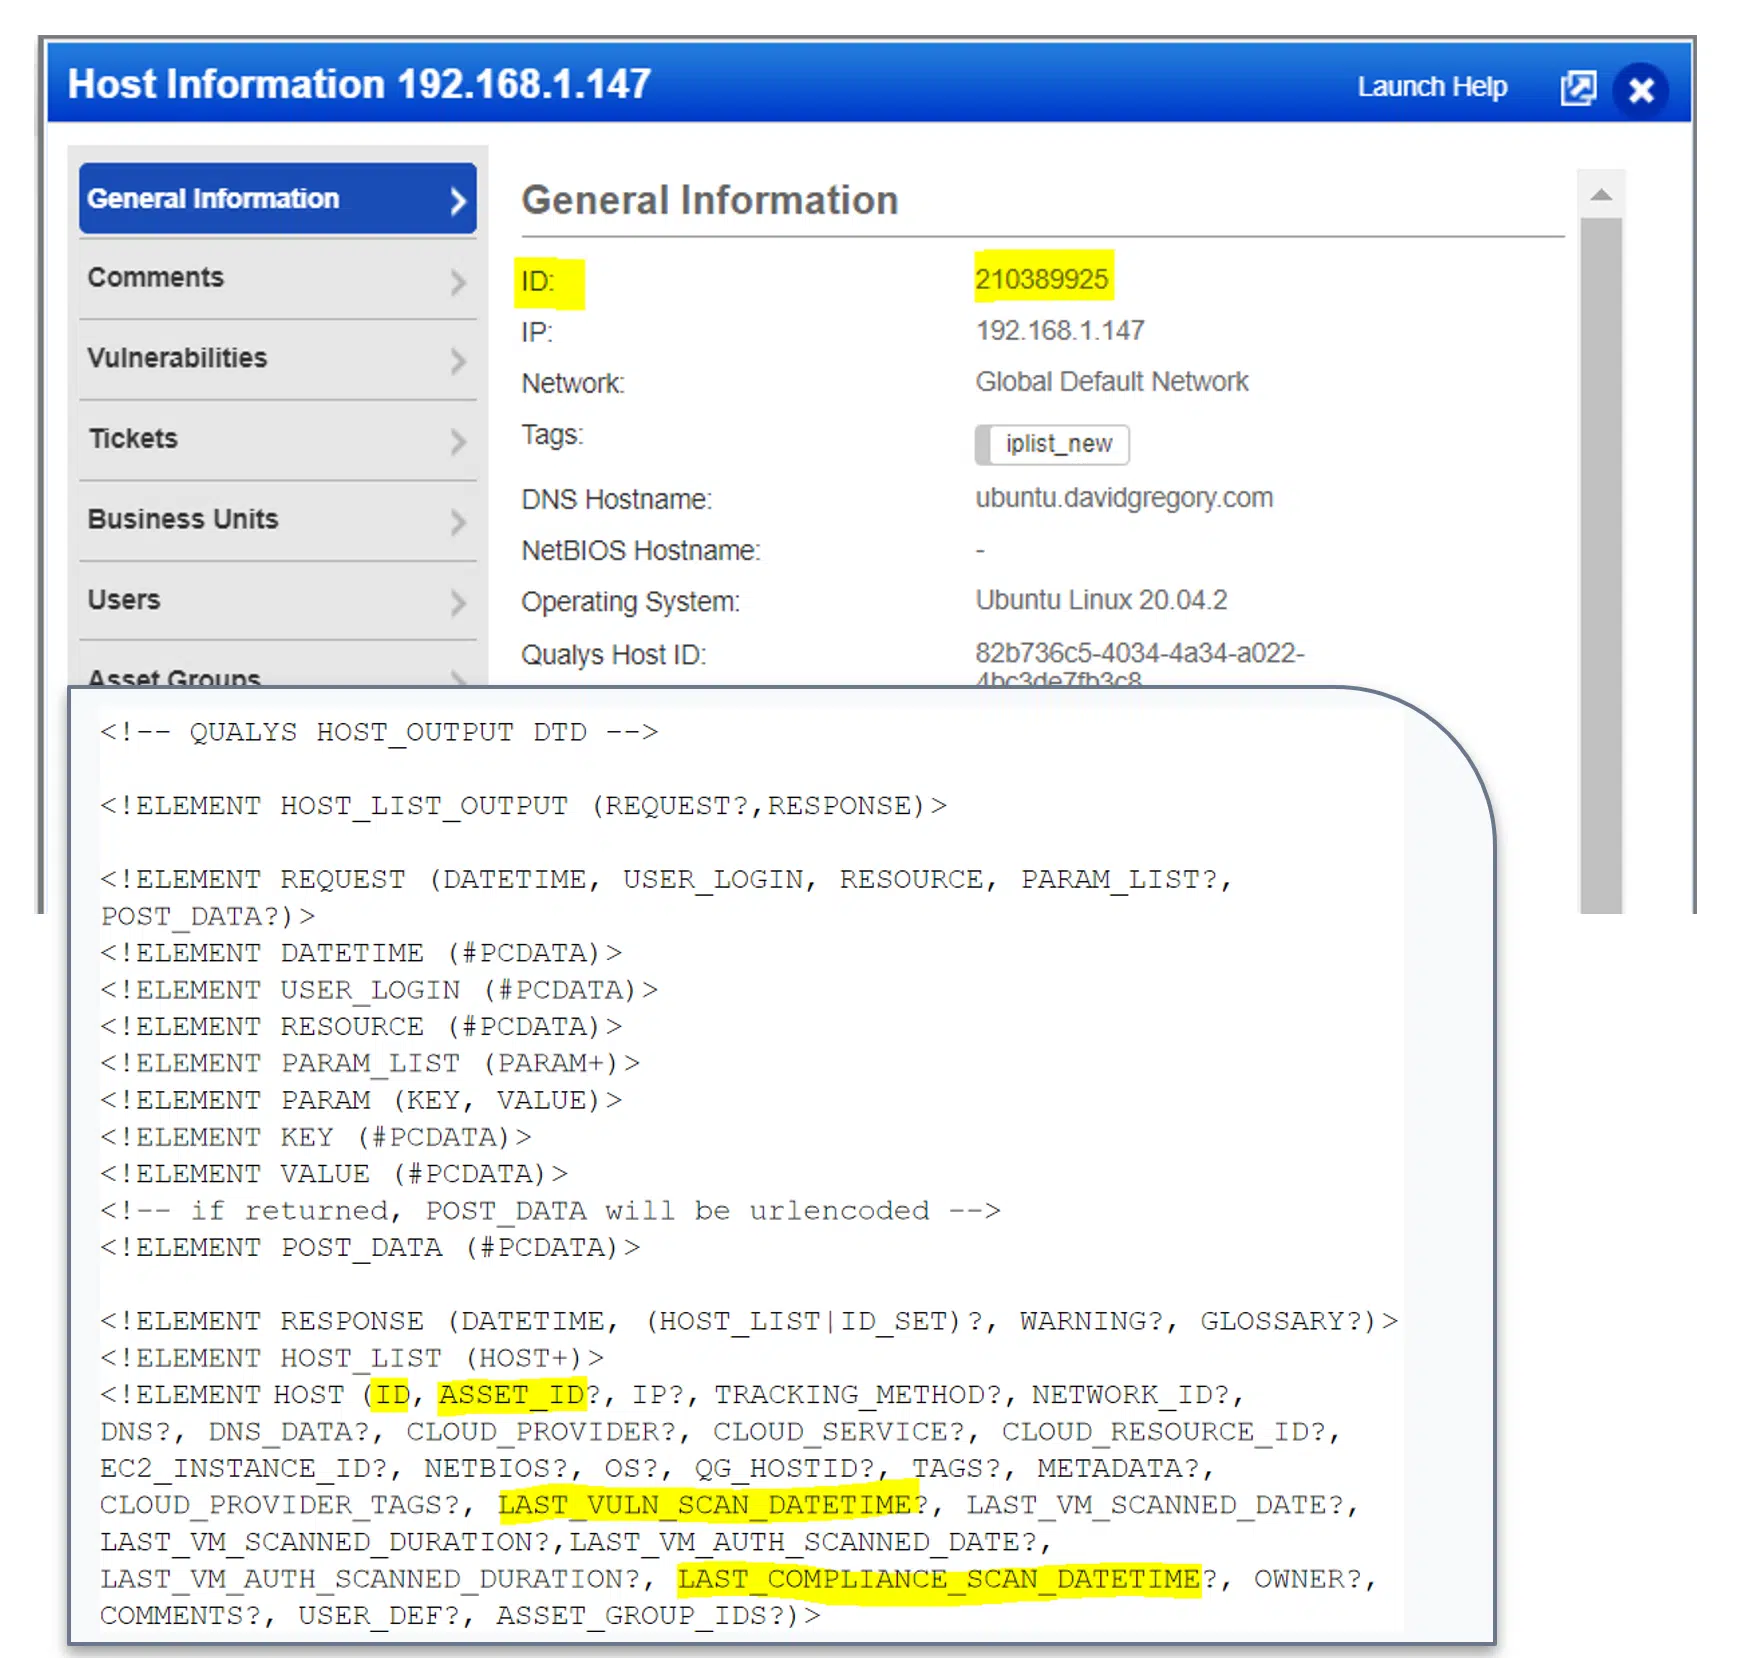 Host Information 192.168.1.147
Launch Help
General Information
Comments
Vulnerabilities
Tickets
Business Units
Users
Asset Groups
General Information
ID: 210389925
IP: 192.168.1.147
Network: Global Default Network
Tags: iplist_new
DNS Hostname: ubuntu.davidgregory.com
NetBIOS Hostname: -
Operating System: Ubuntu Linux 20.04.2
Qualys Host ID: 82b736c5-4034-4a34-a022-
4bc3de7fb3c8
<!-- QUALYS HOST_OUTPUT DTD -->
<!ELEMENT HOST_LIST_OUTPUT (REQUEST?,RESPONSE)>
<!ELEMENT REQUEST (DATETIME, USER_LOGIN, RESOURCE, PARAM_LIST?,
POST_DATA?)>
<!ELEMENT DATETIME (#PCDATA)>
<!ELEMENT USER_LOGIN (#PCDATA)>
<!ELEMENT RESOURCE (#PCDATA)>
<!ELEMENT PARAM_LIST (PARAM+)>
<!ELEMENT PARAM (KEY, VALUE)>
<!ELEMENT KEY (#PCDATA)>
<!ELEMENT VALUE (#PCDATA)>
<!-- if returned, POST_DATA will be urlencoded -->
<!ELEMENT POST_DATA (#PCDATA)>
<!ELEMENT RESPONSE (DATETIME, (HOST_LIST|ID_SET)?, WARNING?, GLOSSARY?)>
<!ELEMENT HOST_LIST (HOST+)>
<!ELEMENT HOST (ID, ASSET_ID?, IP?, TRACKING_METHOD?, NETWORK_ID?,
DNS?, DNS_DATA?, CLOUD_PROVIDER?, CLOUD_SERVICE?, CLOUD_RESOURCE_ID?,
EC2_INSTANCE_ID?, NETBIOS?, OS?, QG_HOSTID?, TAGS?, METADATA?,
CLOUD_PROVIDER_TAGS?, LAST_VULN_SCAN_DATETIME?, LAST_VM_SCANNED_DATE?,
LAST_VM_SCANNED_DURATION?,LAST_VM_AUTH_SCANNED_DATE?,
LAST_VM_AUTH_SCANNED_DURATION?, LAST_COMPLIANCE_SCAN_DATETIME?, OWNER?,
COMMENTS?, USER_DEF?, ASSET_GROUP_IDS?)>